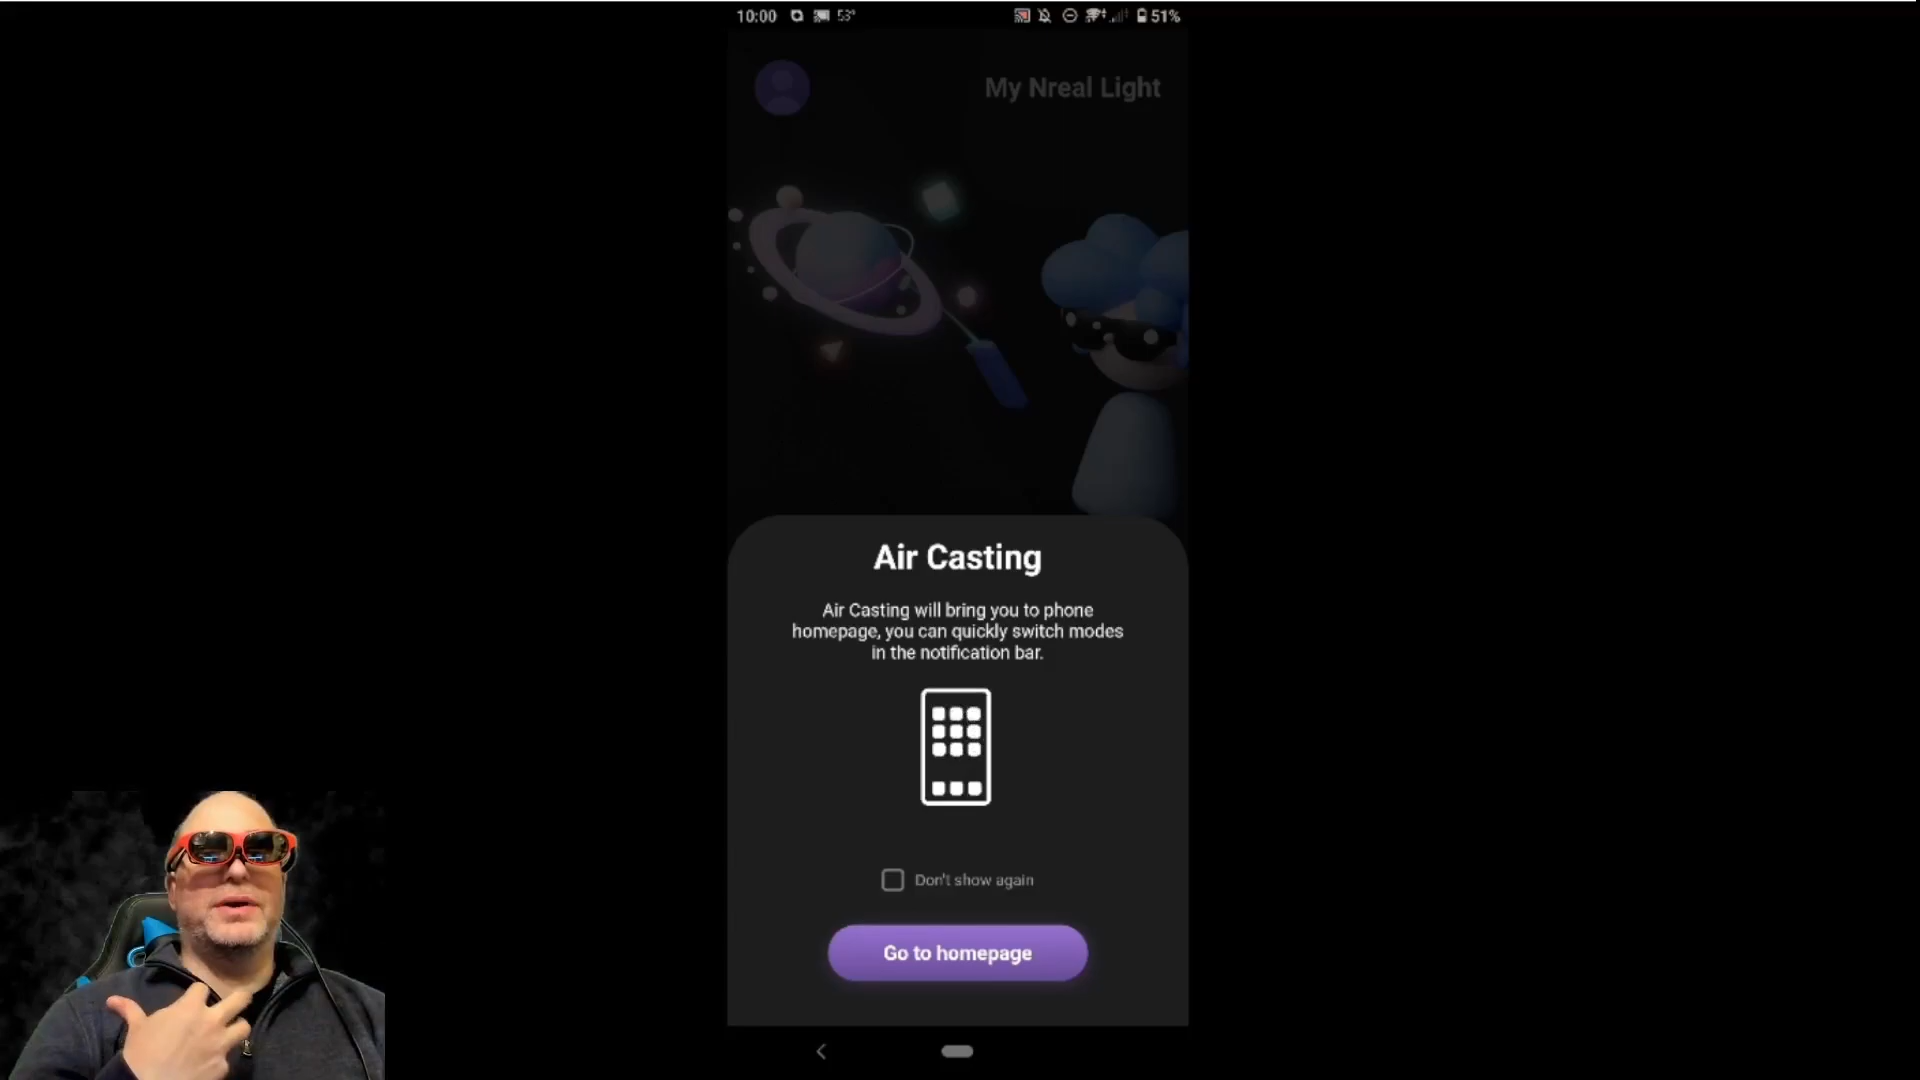 10:00 53°
51%
My Nreal Light
Air Casting
Air Casting will bring you to phone
homepage, you can quickly switch modes
in the notification bar.
Don't show again
Go to homepage